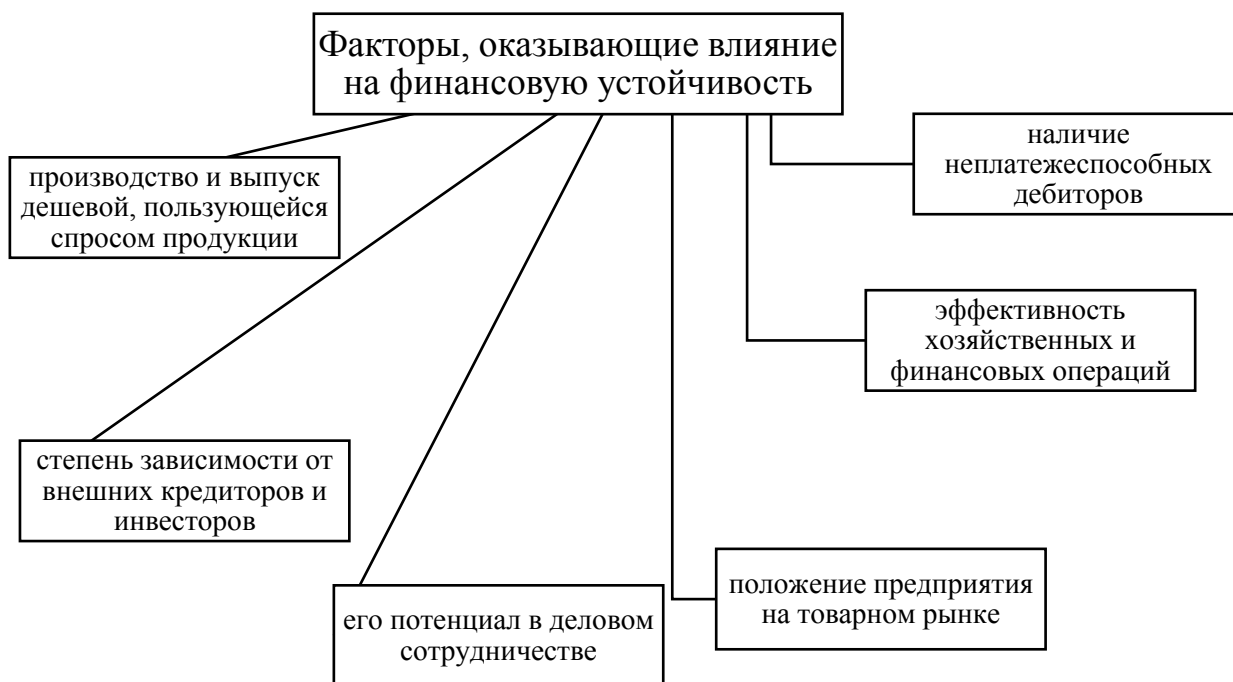 Факторы, оказывающие влияние
на финансовую устойчивость
производство и выпуск
дешевой, пользующейся
спросом продукции
наличие
неплатежеспособных
дебиторов
эффективность
хозяйственных и
финансовых операций
степень зависимости от
внешних кредиторов и
инвесторов
его потенциал в деловом
сотрудничестве
положение предприятия
на товарном рынке